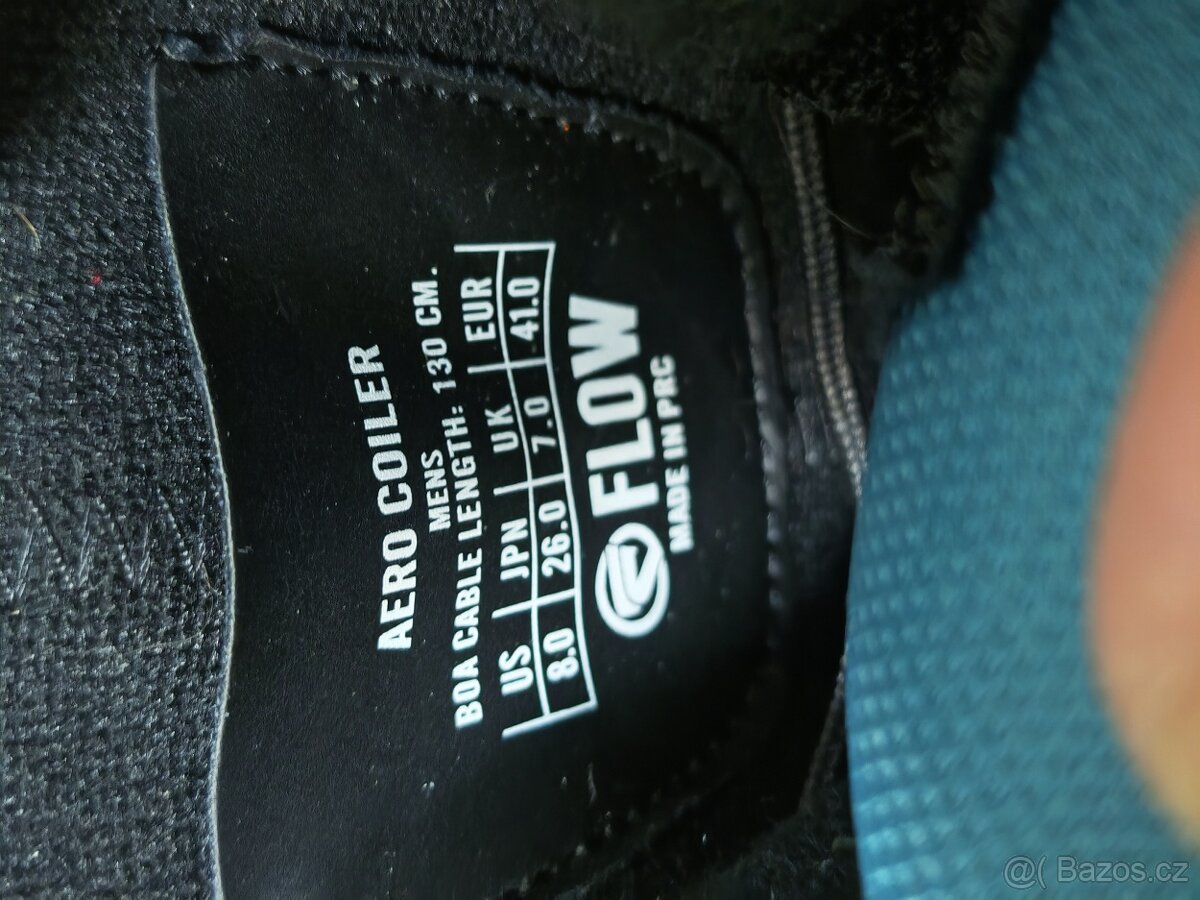 AERO COILER
MENS
BOA CABLE LENGTH: 130 CM.
US JPN UK EUR
8.0 26.0 7.0 41.0
FLOW
MADE IN PRC
@( Bazos.cz